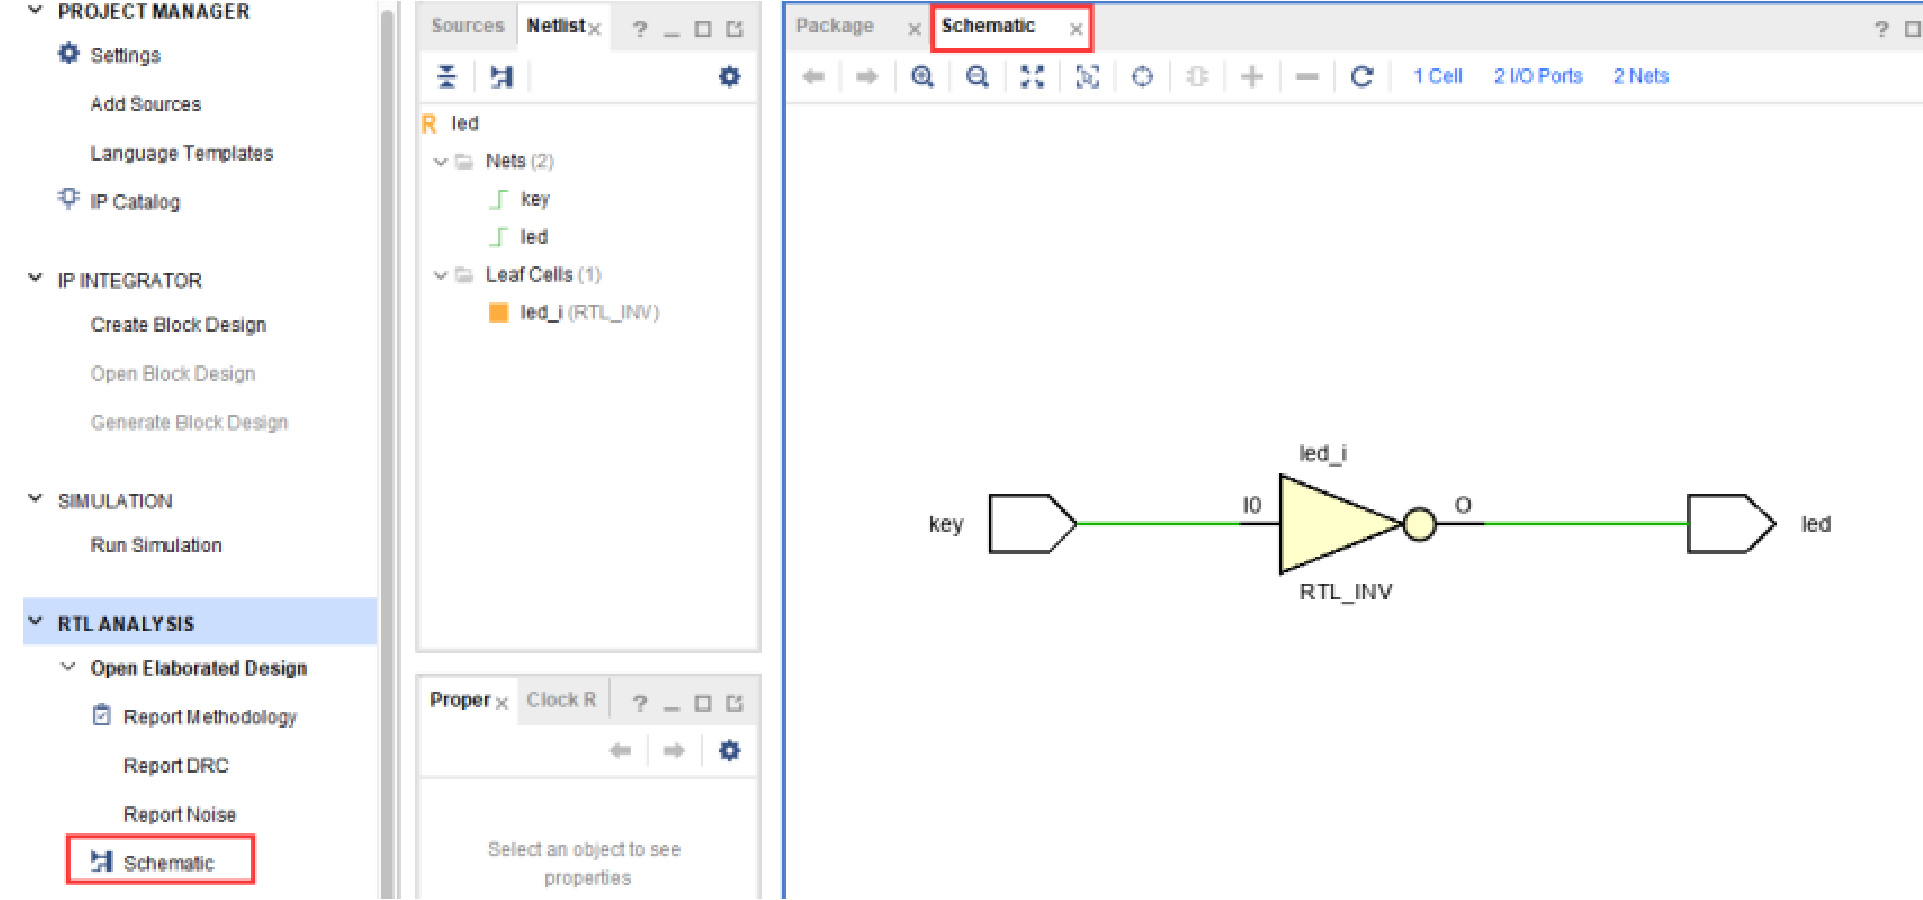 PROJECT MANAGER
Settings
Add Sources
Language Templates
IP Catalog
IP INTEGRATOR
Create Block Design
Open Block Design
Generate Block Design
SIMULATION
Run Simulation
RTL ANALYSIS
Open Elaborated Design
Report Methodology
Report DRC
Report Noise
Schematic
Sources Netlist × ?
R led
Nets (2)
key
led
Leaf Cells (1)
led_i (RTL_INV)
Proper × Clock R ?
Select an object to see
properties
Package × Schematic × ?
1 Cell 2 I/O Ports 2 Nets
led_i
I0 O
key led
RTL_INV